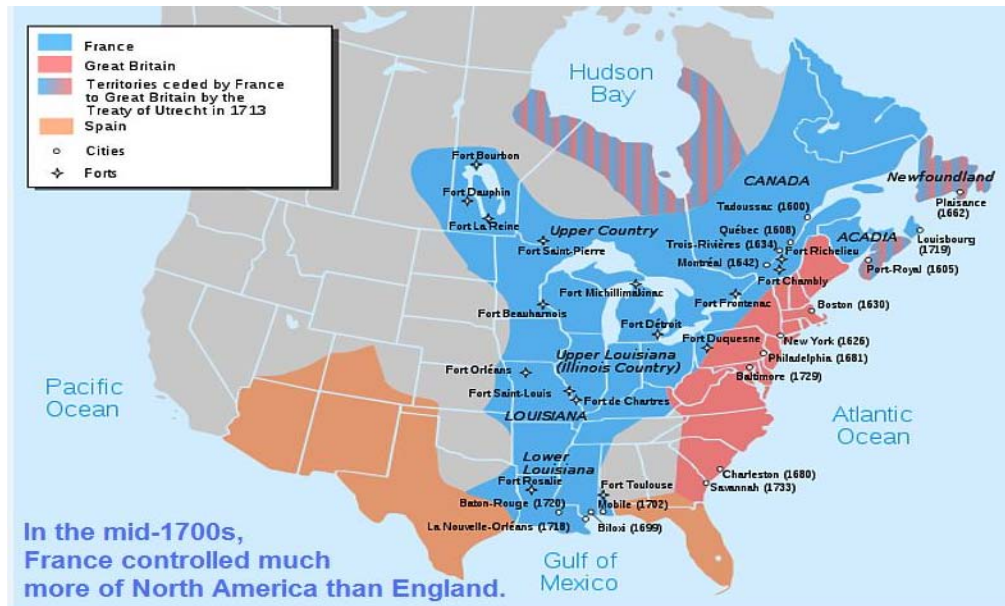 France
Great Britain
Territories ceded by France
to Great Britain by the
Treaty of Utrecht in 1713
Spain
Cities
Forts
Hudson
Bay
Fort Bourbon
Fort Dauphin
Fort La Reine
Upper Country
Fort Saint-Pierre
CANADA
Newfoundland
Plaisance
(1662)
Tadoussac (1600)
Québec (1608)
Trois-Rivières (1634)
Fort Richelieu
ACADIA
Louisbourg
(1719)
Montréal (1642)
Port-Royal (1605)
Fort Chambly
Fort Michillimakinac
Fort Frontenac
Boston (1630)
Fort Beauharnois
Fort Détroit
Fort Duquesne
New York (1626)
Philadelphia (1681)
Baltimore (1729)
Upper Louisiana
(Illinois Country)
Fort Orléans
Fort Saint-Louis
Fort de Chartres
LOUISIANA
Pacific
Ocean
Atlantic
Ocean
Lower
Louisiana
Fort Rosalie
Fort Toulouse
Charleston (1680)
Savannah (1733)
Baton-Rouge (1720)
Mobile (1702)
La Nouvelle-Orléans (1718)
Biloxi (1699)
Gulf of
Mexico
In the mid-1700s,
France controlled much
more of North America than England.